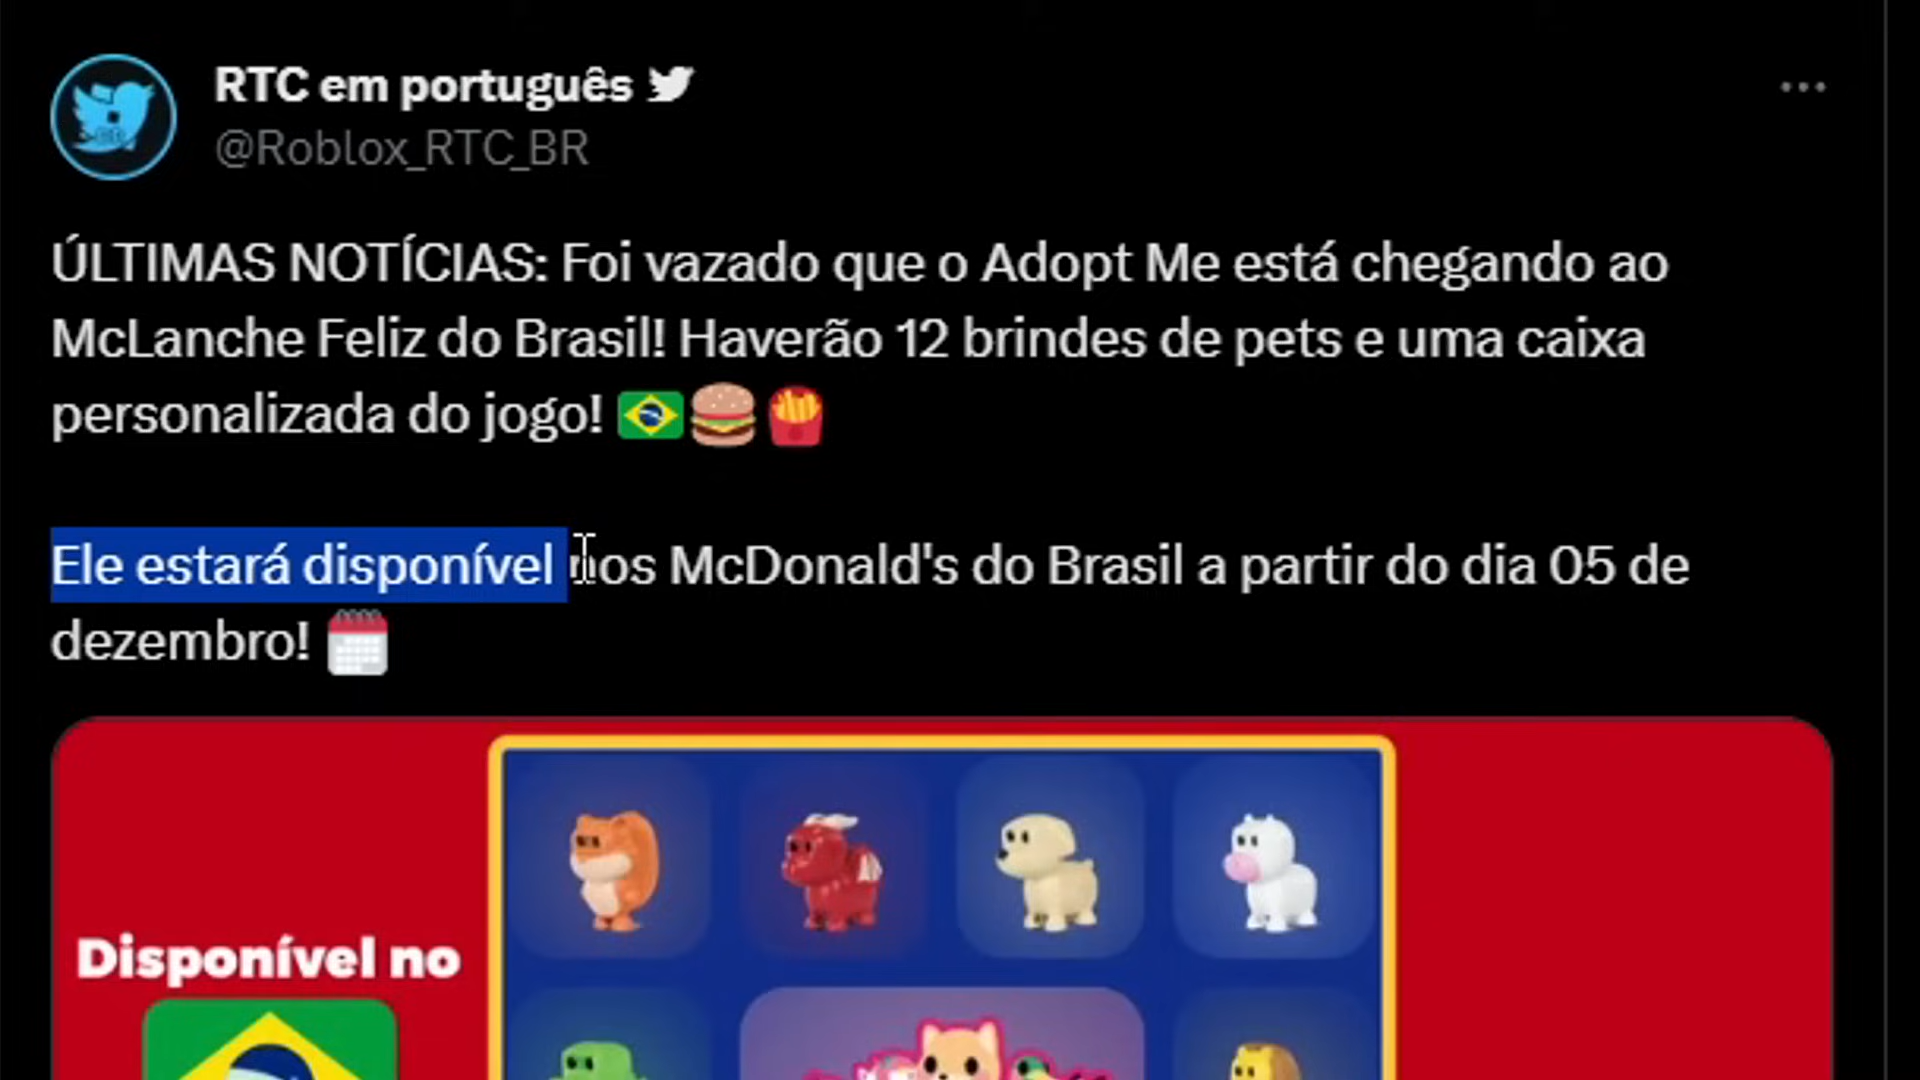 RTC em português
@Roblox_RTC_BR
ÚLTIMAS NOTÍCIAS: Foi vazado que o Adopt Me está chegando ao
McLanche Feliz do Brasil! Haverão 12 brindes de pets e uma caixa
personalizada do jogo! 🇧🇷🍔🍟
Ele estará disponível nos McDonald's do Brasil a partir do dia 05 de
dezembro! 🗓️
Disponível no